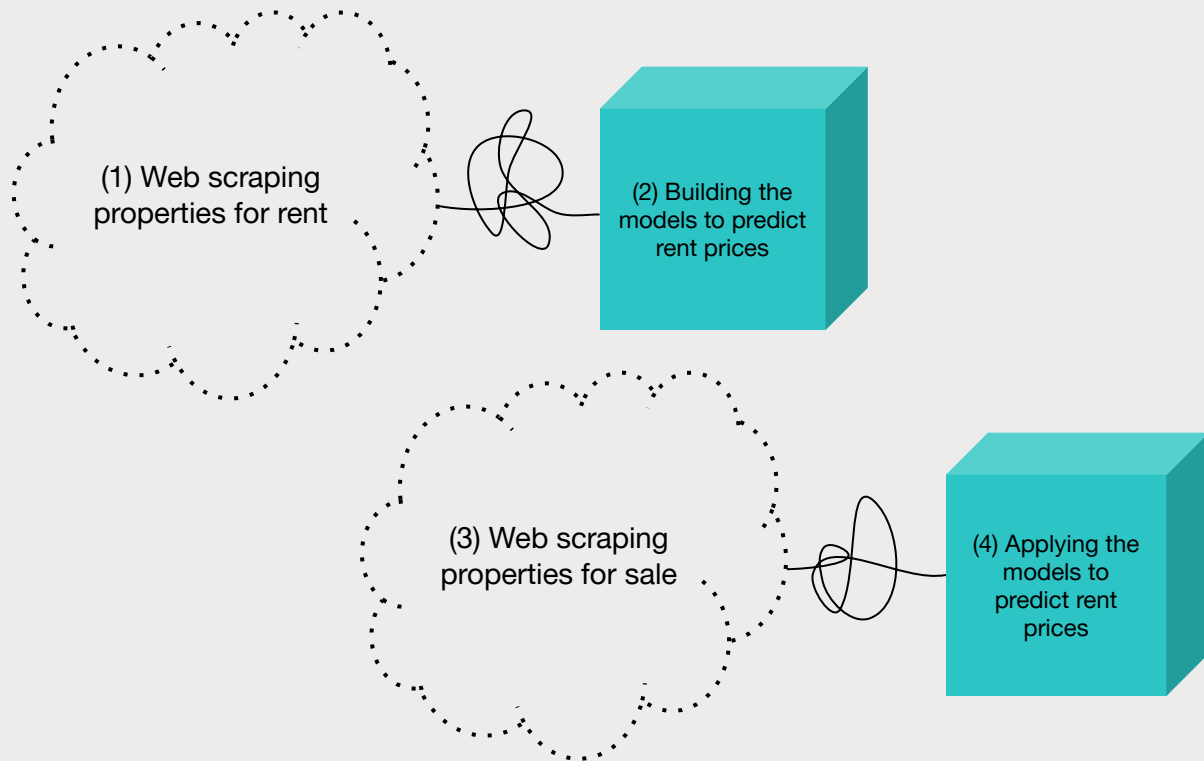 (1) Web scraping
properties for rent
(2) Building the
models to predict
rent prices
(3) Web scraping
properties for sale
(4) Applying the
models to
predict rent
prices